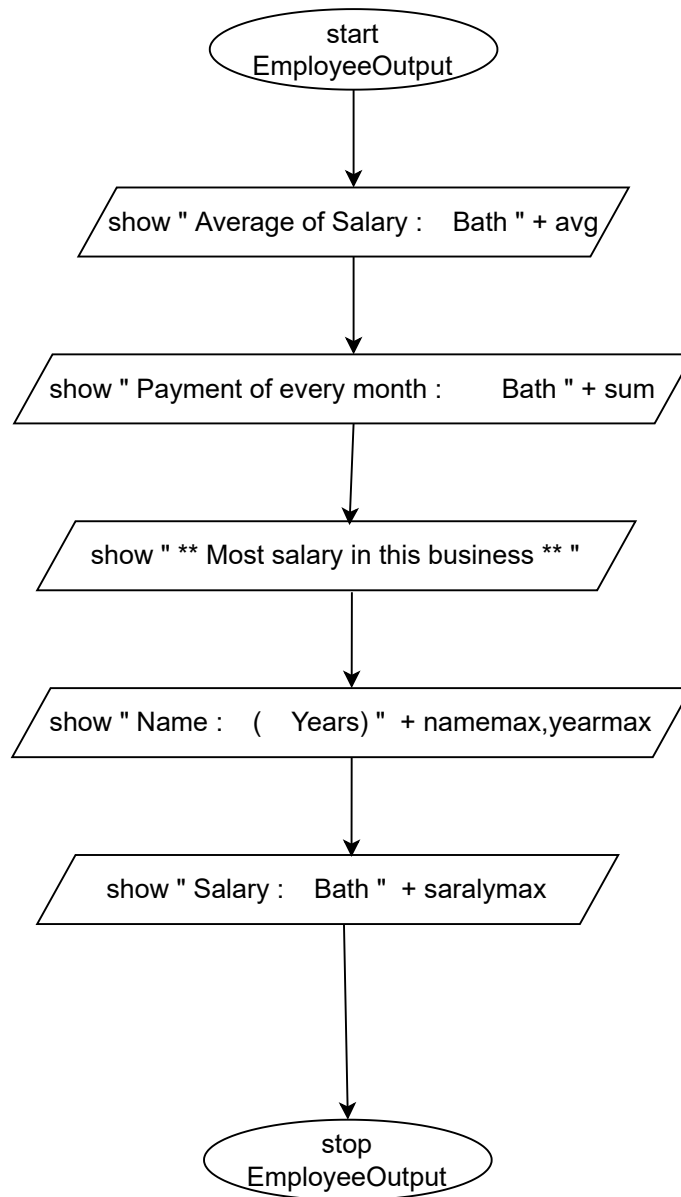 start
EmployeeOutput
show " Average of Salary :    Bath " + avg
show " Payment of every month :        Bath " + sum
show " ** Most salary in this business ** "
show " Name :    (    Years) "  + namemax,yearmax
show " Salary :    Bath "  + saralymax
stop
EmployeeOutput